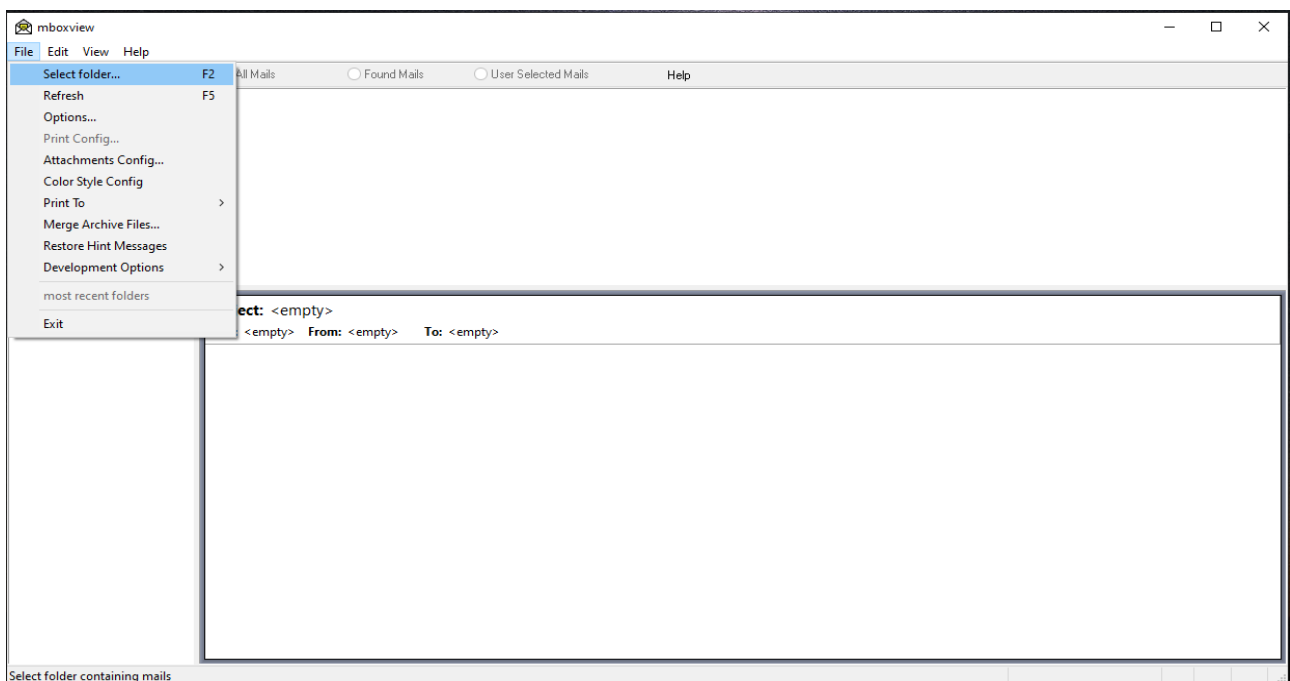 mboxview
File Edit View Help
Select folder... F2 All Mails Found Mails User Selected Mails Help
Refresh F5
Options...
Print Config...
Attachments Config...
Color Style Config
Print To >
Merge Archive Files...
Restore Hint Messages
Development Options >
most recent folders
Exit
ect: <empty>
: <empty> From: <empty> To: <empty>
Select folder containing mails